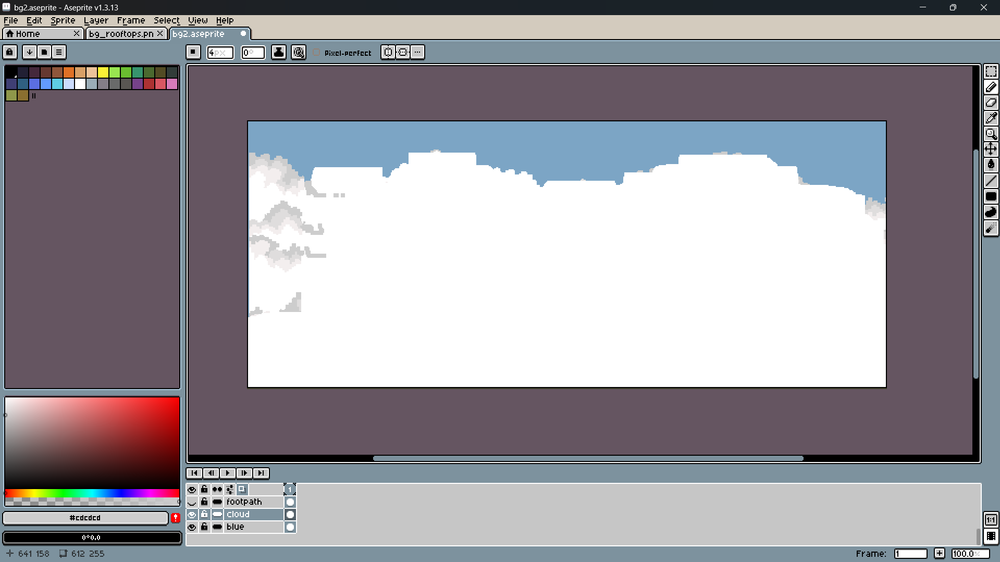 bg2.aseprite - Aseprite v1.3.13
File Edit Sprite Layer Frame Select View Help
Home bg_rooftops.pn bg2.aseprite
4px 0° Pixel-perfect
#cdcdcd
0°0,0
1
footpath
cloud
blue
1:1
641 158 612 255 Frame: 1 100.0%